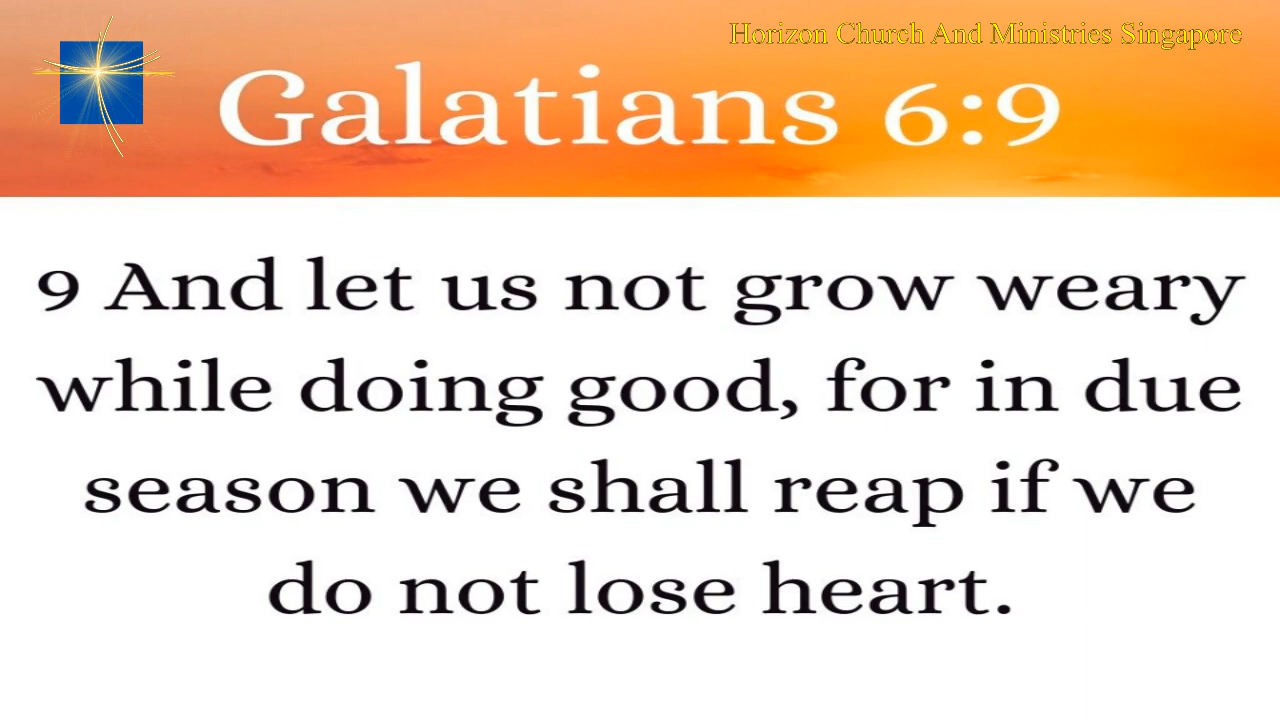 Horizon Church And Ministries Singapore
Galatians 6:9
9 And let us not grow weary
while doing good, for in due
season we shall reap if we
do not lose heart.